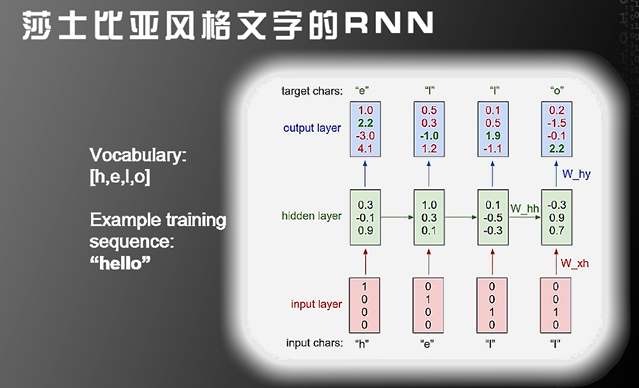 莎士比亚风格文字的RNN
Vocabulary:
[h,e,l,o]
Example training
sequence:
“hello”
target chars: “e” “l” “l” “o”
output layer
1.0 0.5 0.1 0.2
2.2 0.3 0.5 -1.5
-3.0 -1.0 1.9 -0.1
4.1 1.2 -1.1 2.2
W_hy
hidden layer
0.3 1.0 0.1 -0.3
-0.1 0.3 -0.5 0.9
0.9 0.1 -0.3 0.7
W_hh
W_xh
input layer
1 0 0 0
0 1 0 0
0 0 1 1
0 0 0 0
input chars: “h” “e” “l” “l”